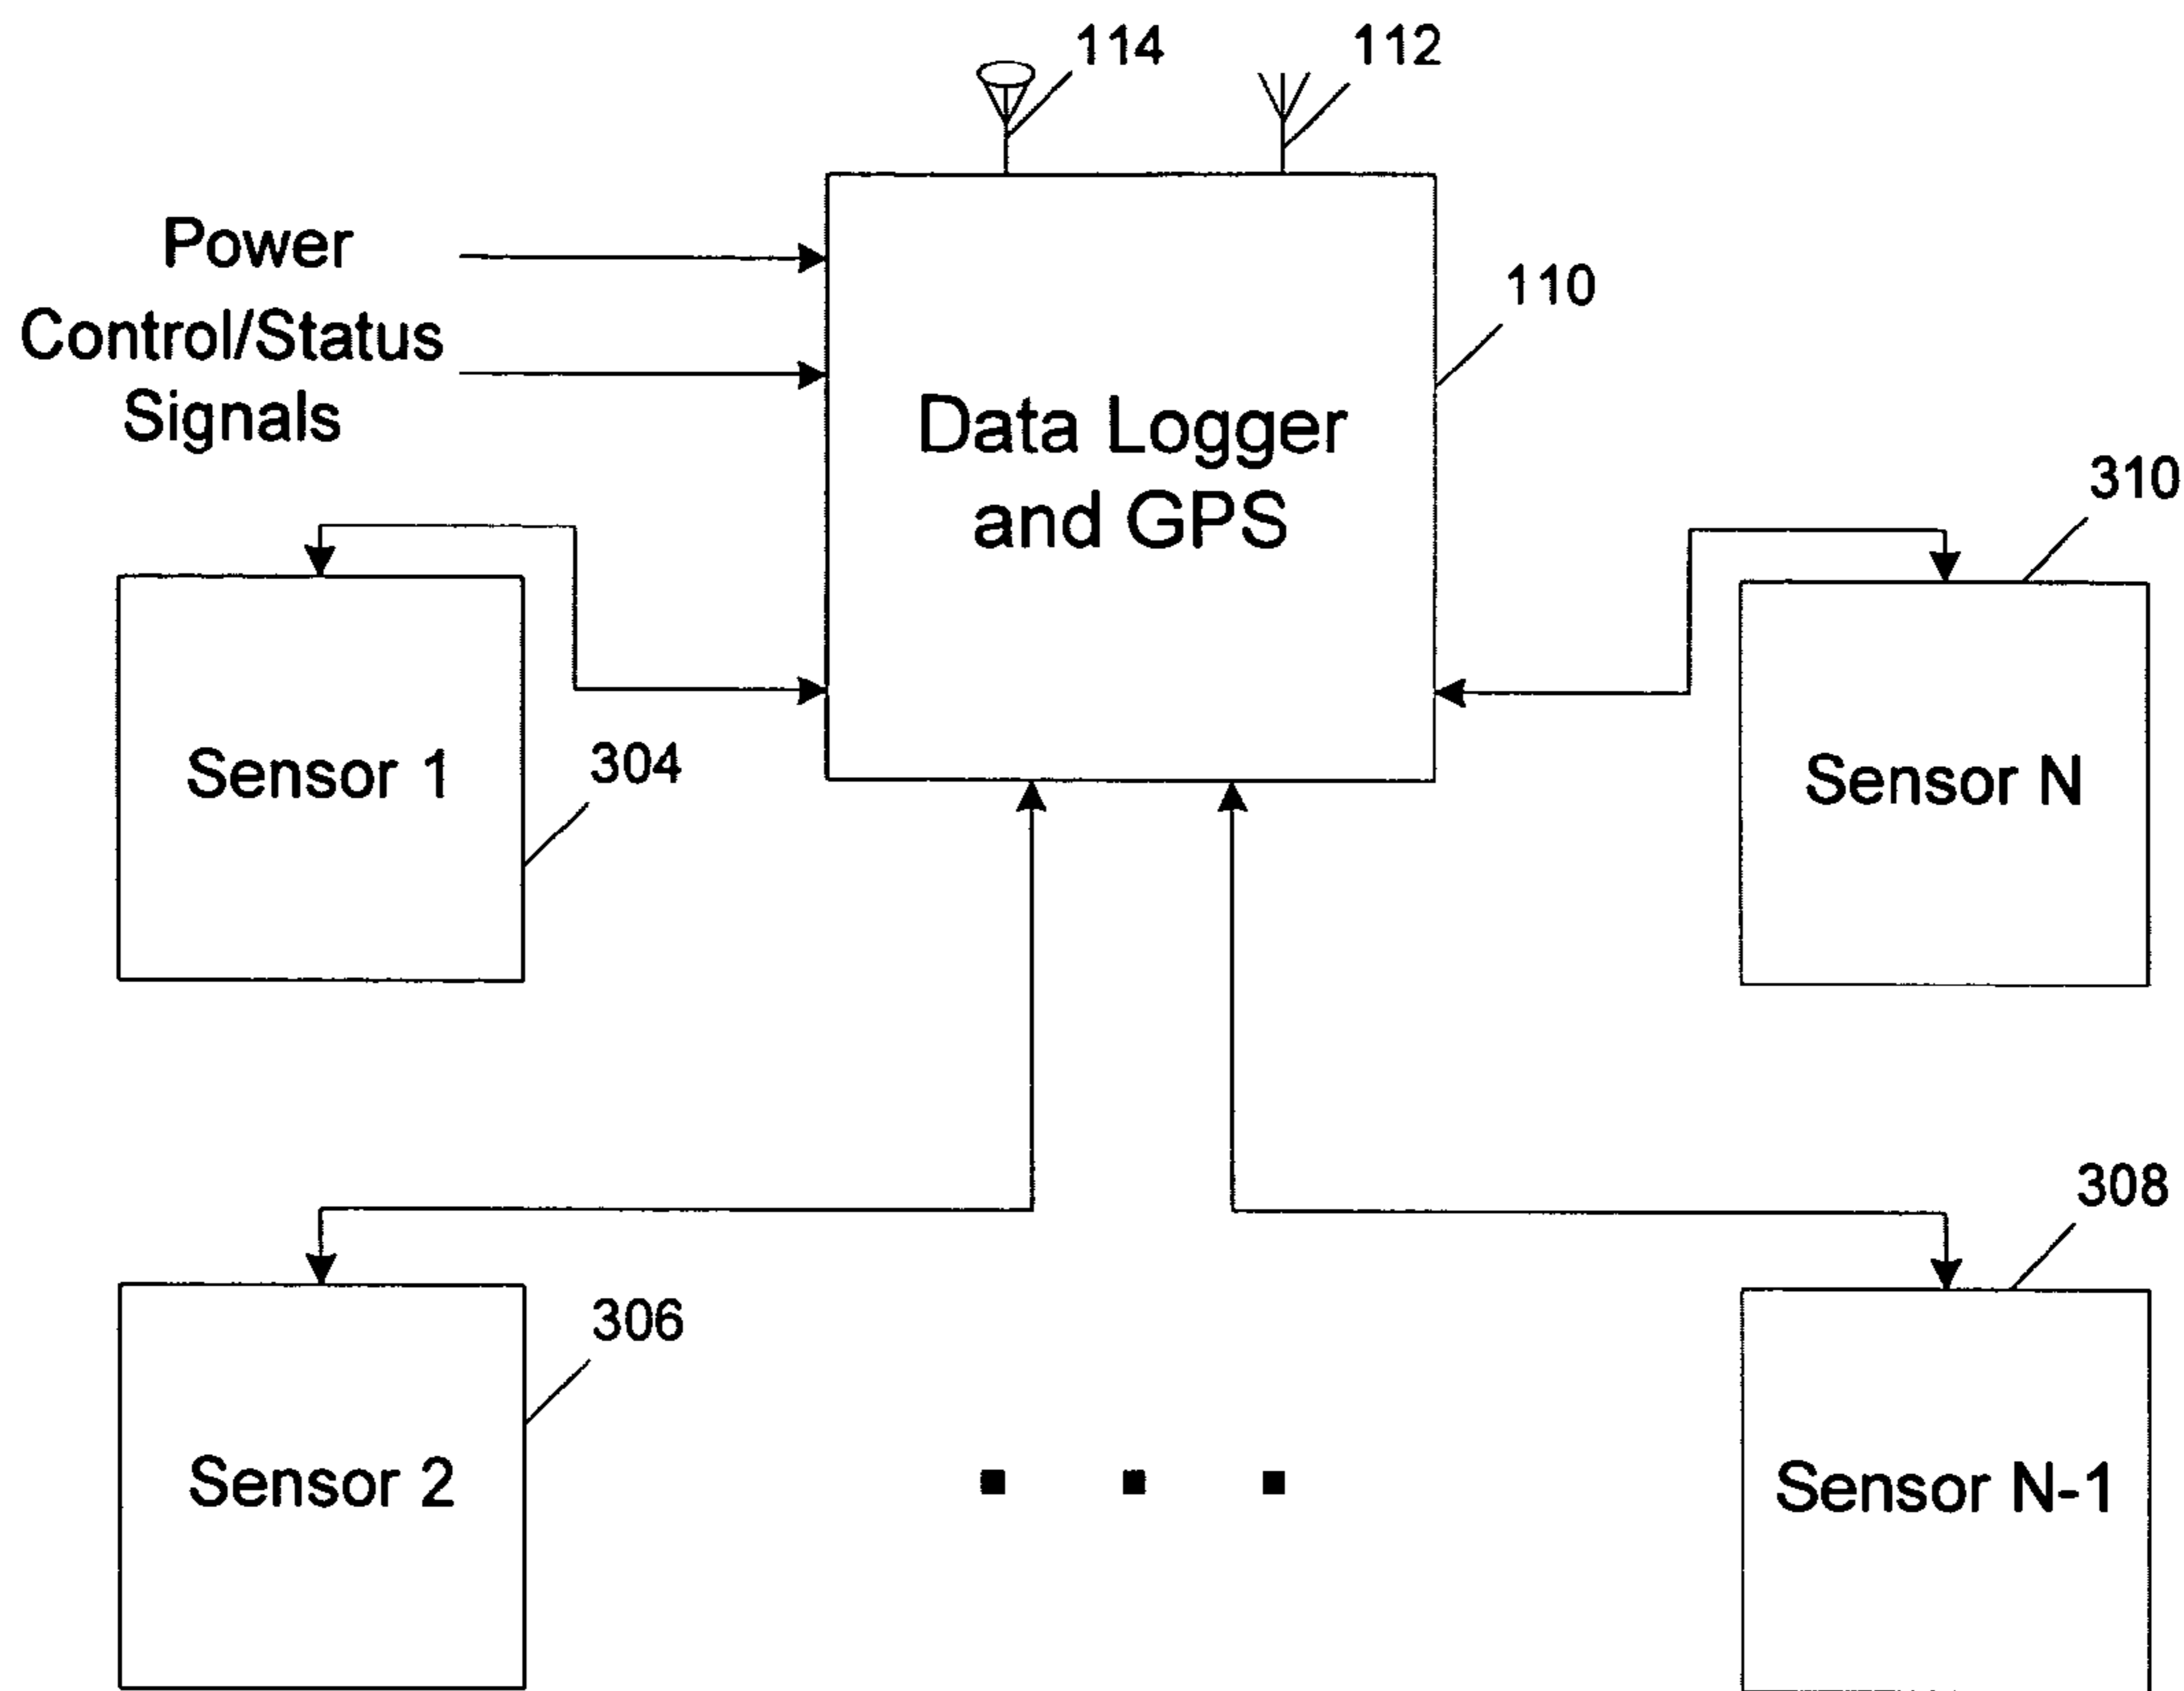 114
112
Power
Control/Status
Signals
110
Data Logger
and GPS
310
Sensor 1
304
Sensor N
308
306
Sensor 2
Sensor N-1